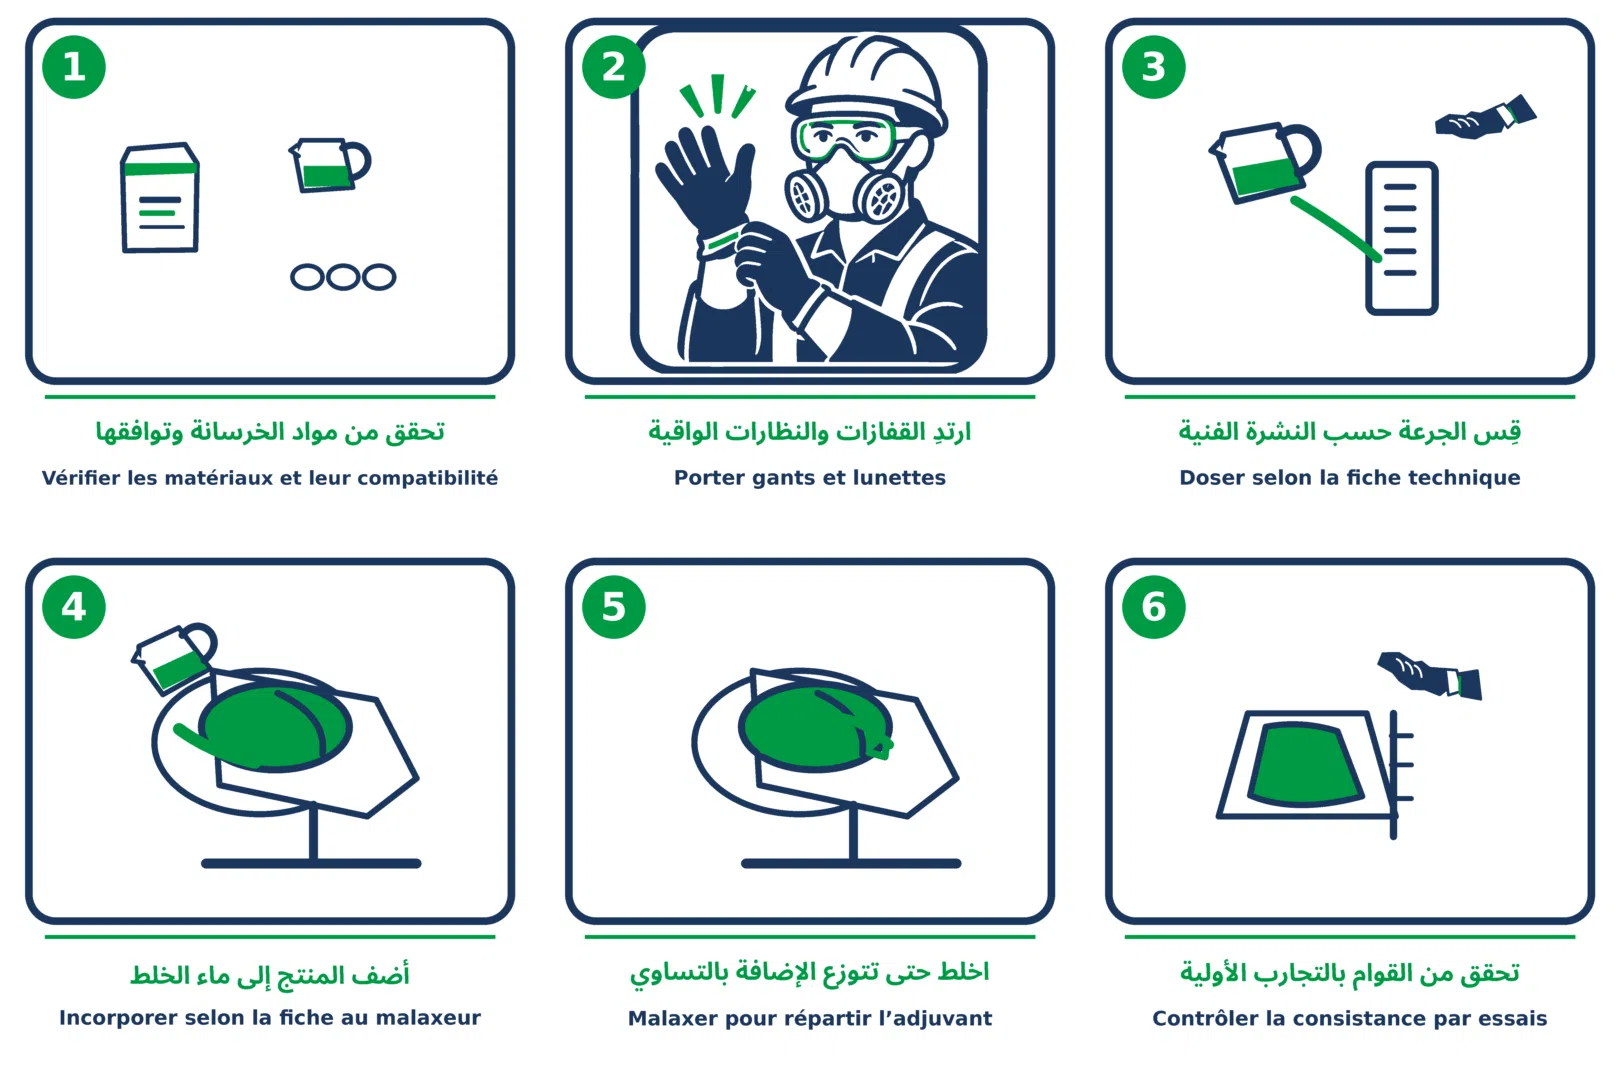 1
تحقق من مواد الخرسانة وتوافقها
Vérifier les matériaux et leur compatibilité
2
ارتدِ القفازات والنظارات الواقية
Porter gants et lunettes
3
قِس الجرعة حسب النشرة الفنية
Doser selon la fiche technique
4
أضف المنتج إلى ماء الخلط
Incorporer selon la fiche au malaxeur
5
اخلط حتى تتوزع الإضافة بالتساوي
Malaxer pour répartir l’adjuvant
6
تحقق من القوام بالتجارب الأولية
Contrôler la consistance par essais